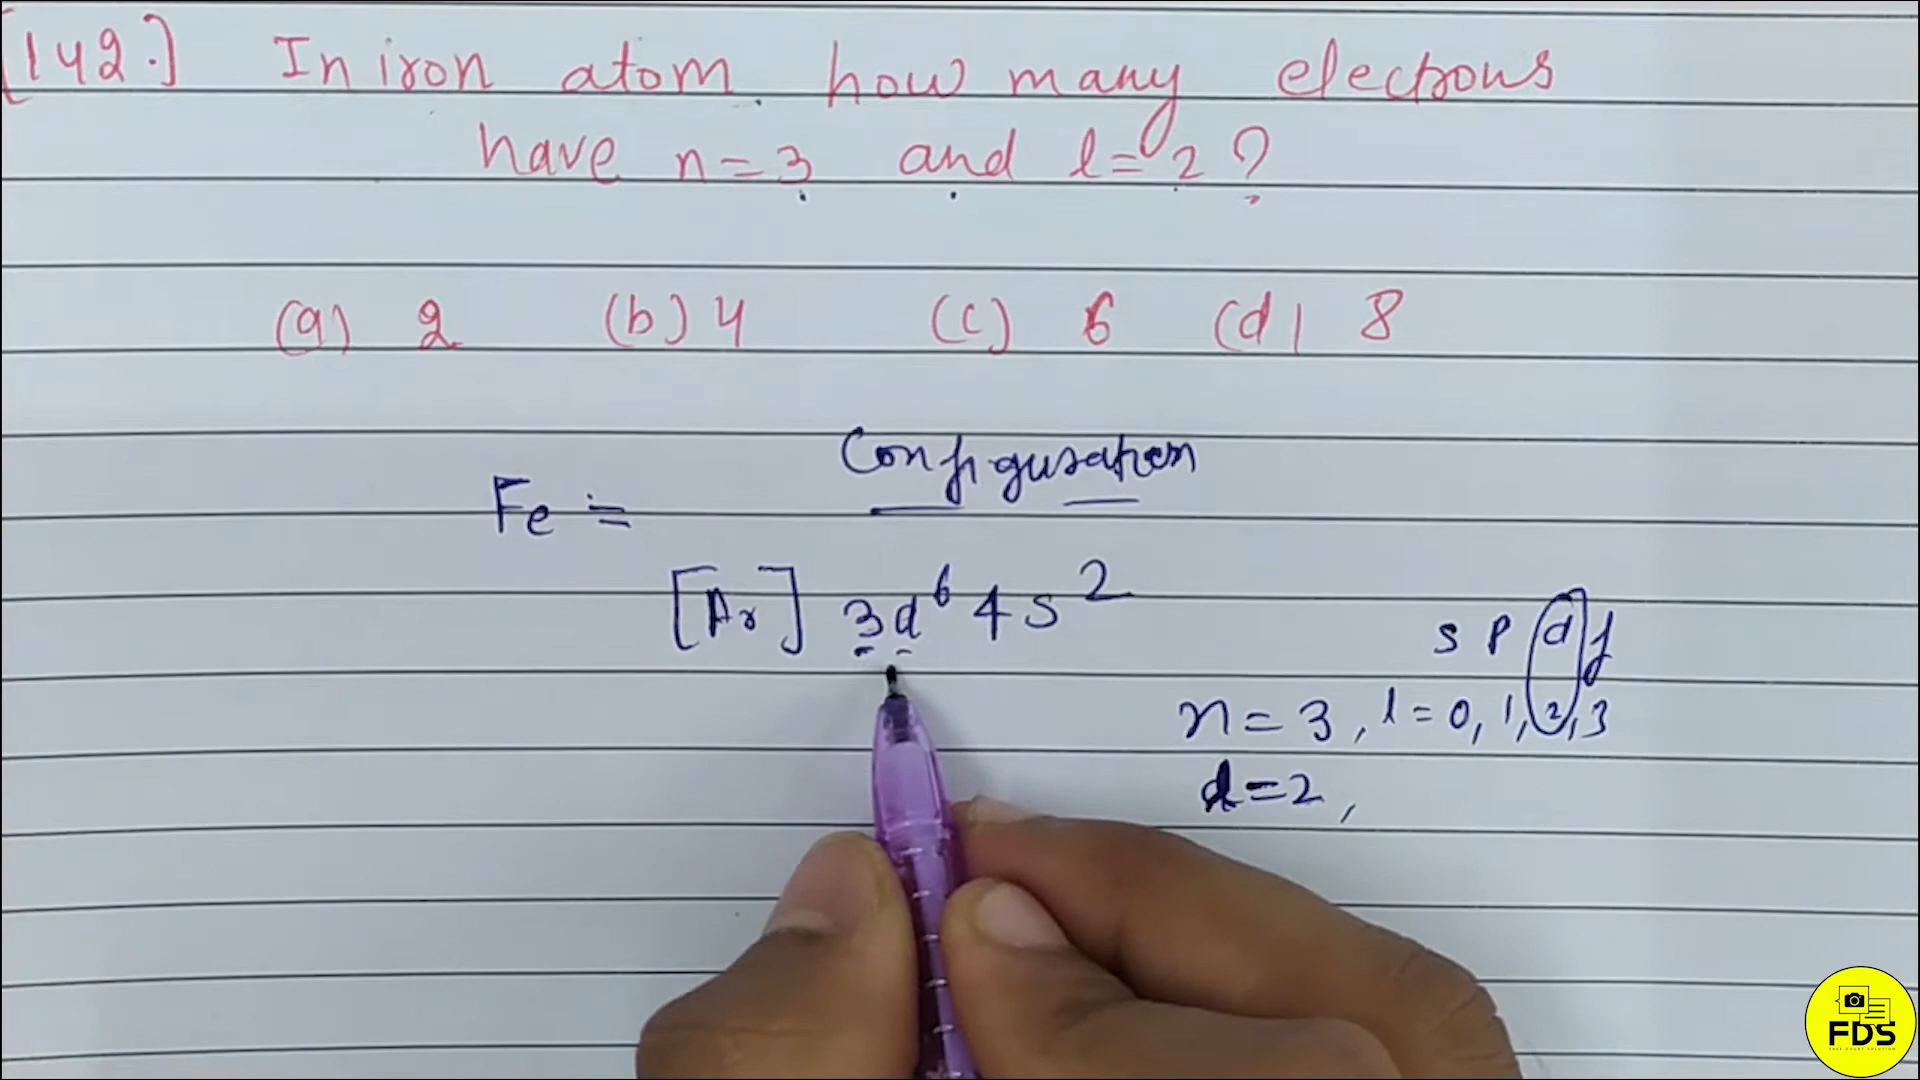 [142.] In iron atom how many electrons
have n=3 and l=2?
(a) 2 (b) 4 (c) 6 (d) 8
Configuration
Fe =
[Ar] 3d⁶ 4s²
s p d f
n=3, l=0, 1, 2, 3
d=2,
FDS